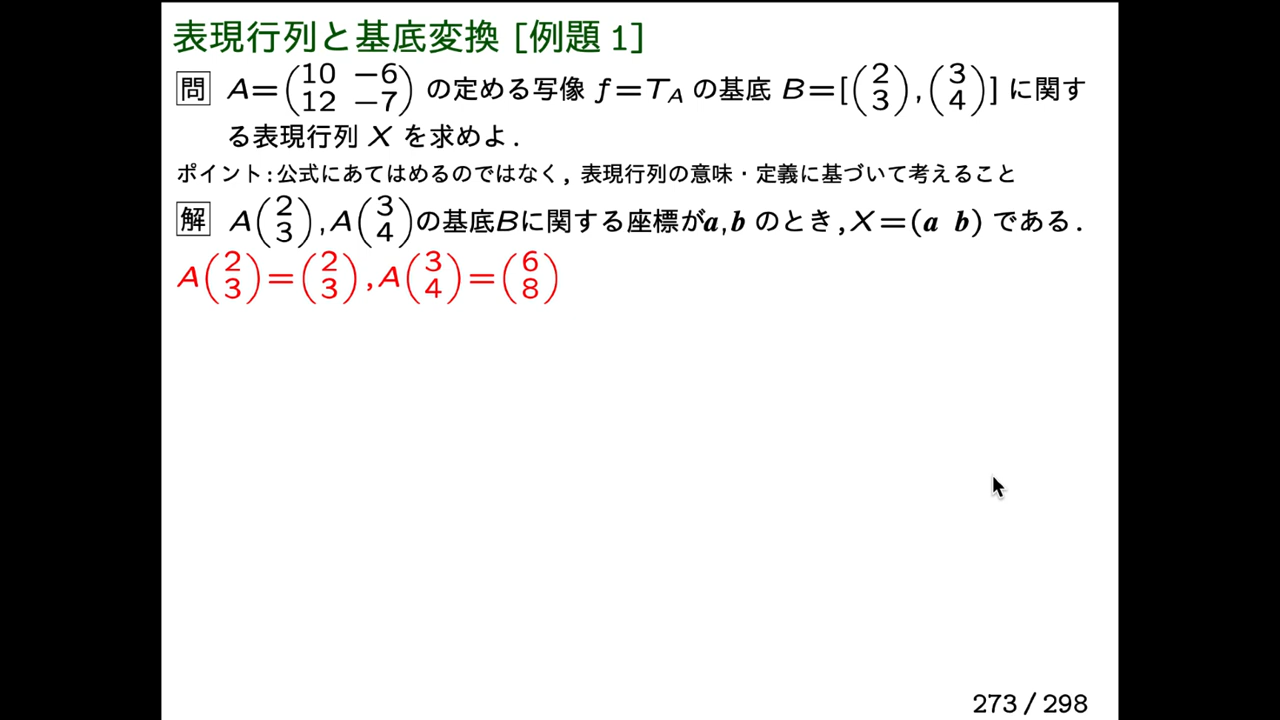 表現行列と基底変換 [例題 1]
問 A=(10 −6 12 −7) の定める写像 f=T_A の基底 B=[(2 3),(3 4)] に関す
る表現行列 X を求めよ.
ポイント:公式にあてはめるのではなく, 表現行列の意味・定義に基づいて考えること
解 A(2 3),A(3 4)の基底Bに関する座標がa,b のとき,X=(a b) である.
A(2 3)=(2 3),A(3 4)=(6 8)
273 / 298